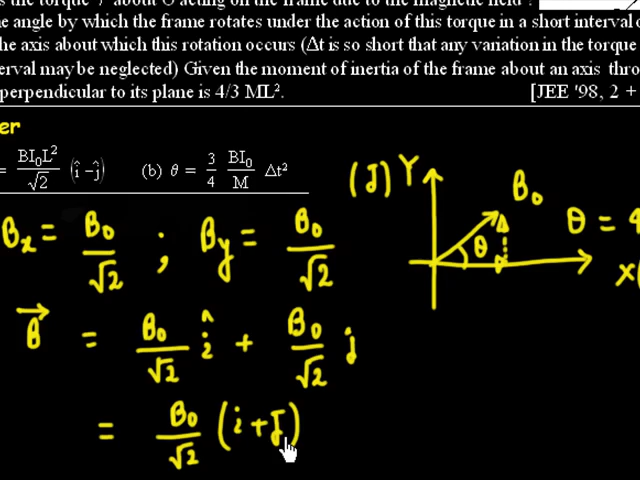 the torque about O acting on the frame due to the magnetic field ?
he angle by which the frame rotates under the action of this torque in a short interval o
he axis about which this rotation occurs (Δt is so short that any variation in the torque
erval may be neglected) Given the moment of inertia of the frame about an axis thro
perpendicular to its plane is 4/3 ML².
[JEE '98, 2 +
er
= BI₀L²/√2 (î − ĵ) (b) θ = 3/4 BI₀/M Δt²
(J) Y
B₀
θ = 4
θ
X(
Bx = B₀/√2 ; By = B₀/√2
B⃗ = B₀/√2 î + B₀/√2 j
= B₀/√2 (i + J)